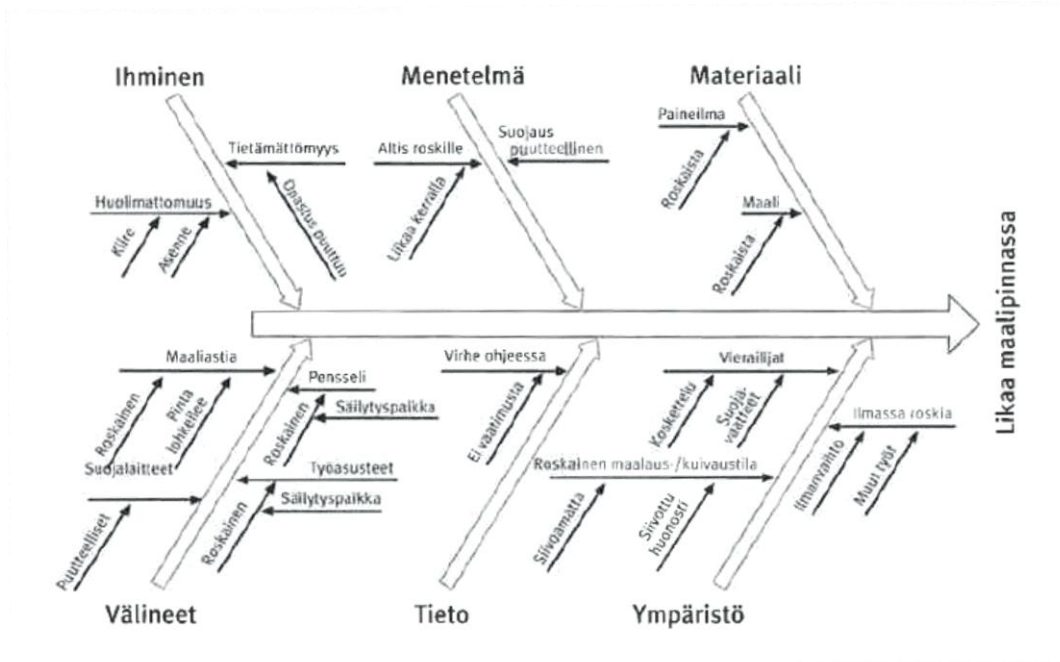 Ihminen
Menetelmä
Materiaali
Tietämättömyys
Opastus puuttuu
Huolimattomuus
Kiire
Asenne
Altis roskille
Liikaa kerralla
Suojaus
puutteellinen
Paineilma
Roskaista
Maali
Roskaista
Likaa maalipinnassa
Maaliastia
Roskainen
Pinta
lohkeilee
Pensseli
Roskainen
Säilytyspaikka
Suojalaitteet
Puutteelliset
Työasusteet
Roskainen
Säilytyspaikka
Virhe ohjeessa
Ei vaatimusta
Vierailijat
Koskettelu
Suoja-
vaatteet
Ilmassa roskia
Ilmanvaihto
Muut työt
Roskainen maalaus-/kuivaustila
Siivoamatta
Siivottu
huonosti
Välineet
Tieto
Ympäristö